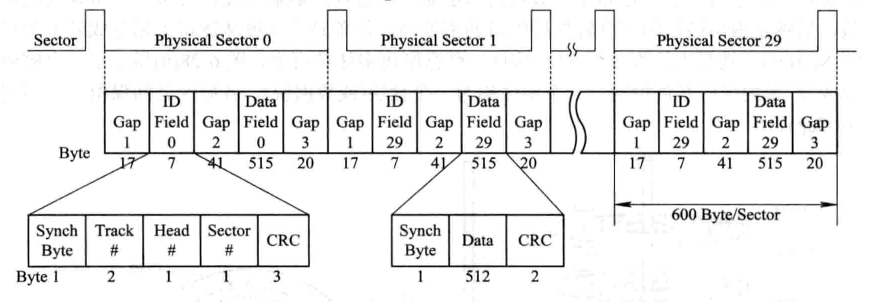 Sector Physical Sector 0 Physical Sector 1 Physical Sector 29
Gap 1 ID Field 0 Gap 2 Data Field 0 Gap 3 Gap 1 ID Field 29 Gap 2 Data Field 29 Gap 3 Gap 1 ID Field 29 Gap 2 Data Field 29 Gap 3
Byte 17 7 41 515 20 17 7 41 515 20 17 7 41 515 20
600 Byte/Sector
Synch Byte Track # Head # Sector # CRC
Byte 1 2 1 1 3
Synch Byte Data CRC
1 512 2